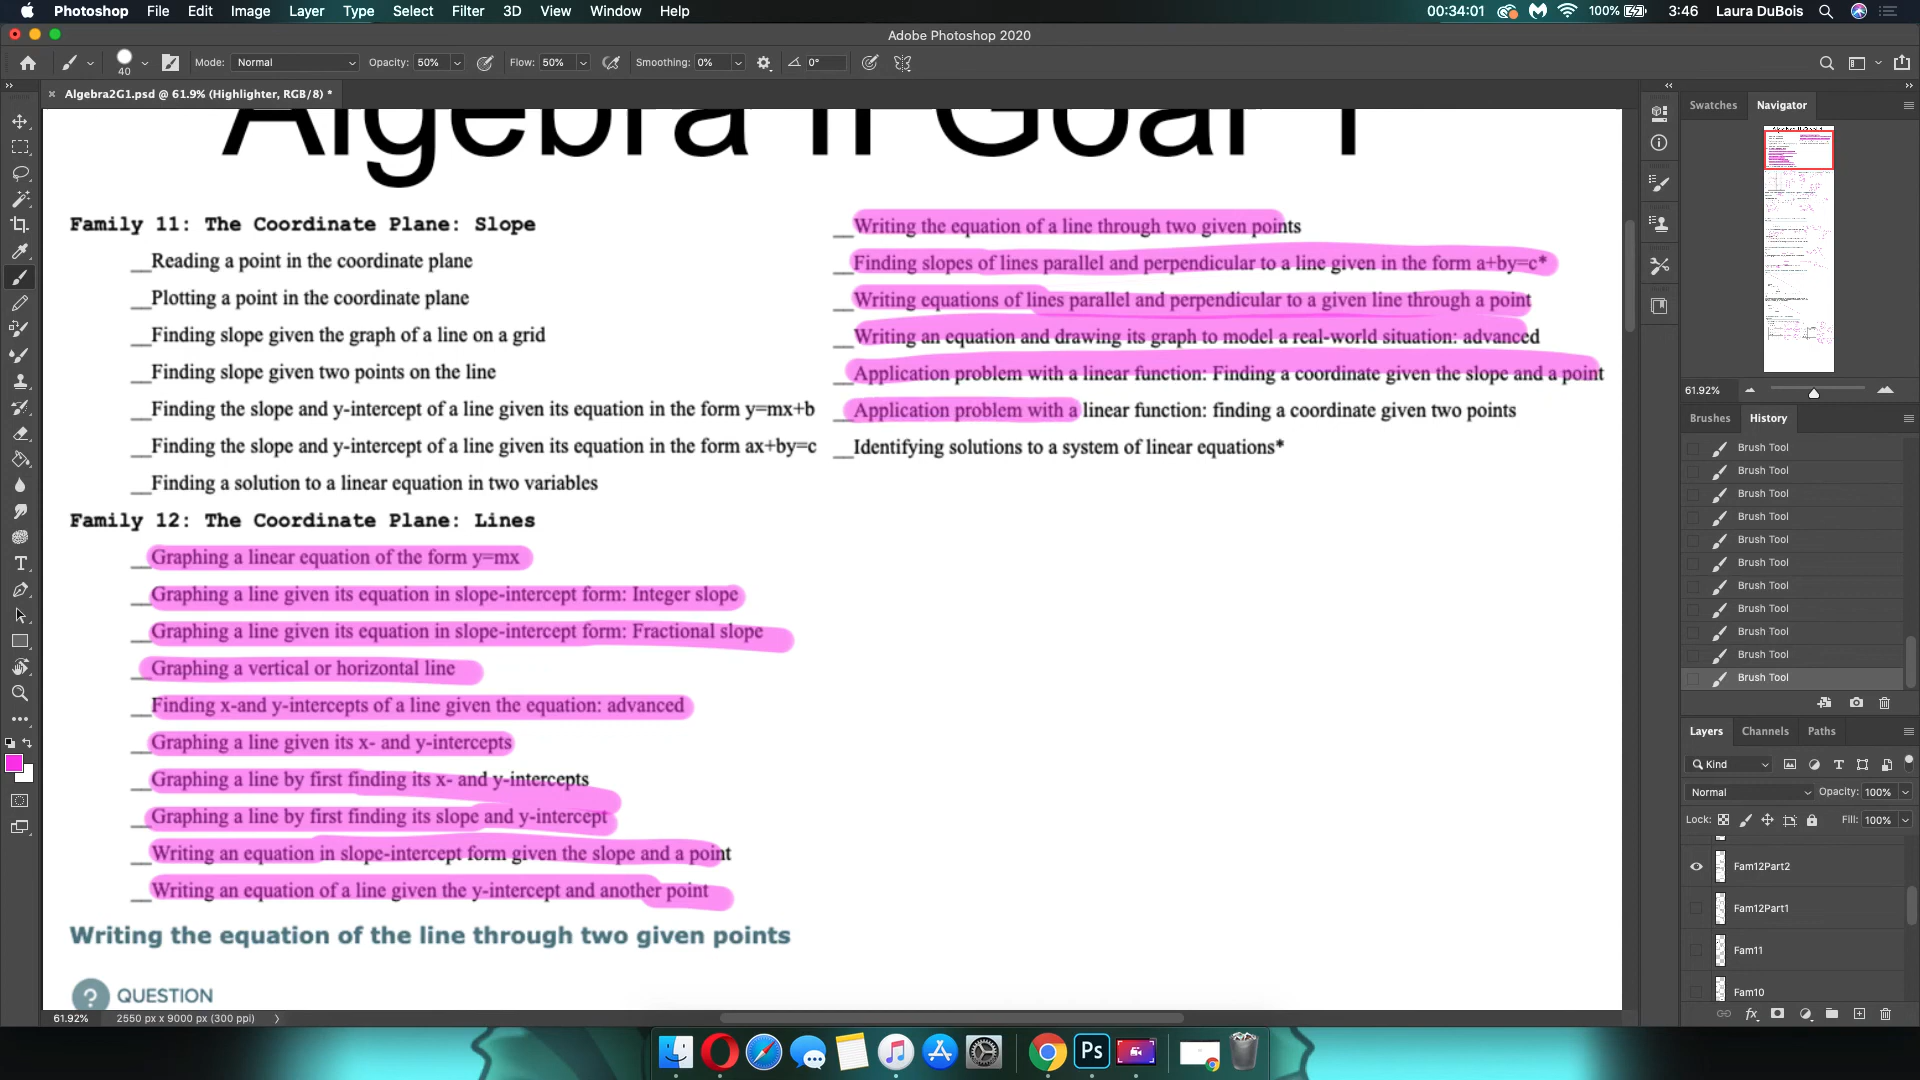 Photoshop File Edit Image Layer Type Select Filter 3D View Window Help 00:34:01 100% 3:46 Laura DuBois
Adobe Photoshop 2020
40 Mode: Normal Opacity: 50% Flow: 50% Smoothing: 0% 0°
Algebra2G1.psd @ 61.9% (Highlighter, RGB/8) *
Algebra II Goal 1
Family 11: The Coordinate Plane: Slope
__Reading a point in the coordinate plane
__Plotting a point in the coordinate plane
__Finding slope given the graph of a line on a grid
__Finding slope given two points on the line
__Finding the slope and y-intercept of a line given its equation in the form y=mx+b
__Finding the slope and y-intercept of a line given its equation in the form ax+by=c
__Finding a solution to a linear equation in two variables
Family 12: The Coordinate Plane: Lines
__Graphing a linear equation of the form y=mx
__Graphing a line given its equation in slope-intercept form: Integer slope
__Graphing a line given its equation in slope-intercept form: Fractional slope
__Graphing a vertical or horizontal line
__Finding x-and y-intercepts of a line given the equation: advanced
__Graphing a line given its x- and y-intercepts
__Graphing a line by first finding its x- and y-intercepts
__Graphing a line by first finding its slope and y-intercept
__Writing an equation in slope-intercept form given the slope and a point
__Writing an equation of a line given the y-intercept and another point
__Writing the equation of a line through two given points
__Finding slopes of lines parallel and perpendicular to a line given in the form a+by=c*
__Writing equations of lines parallel and perpendicular to a given line through a point
__Writing an equation and drawing its graph to model a real-world situation: advanced
__Application problem with a linear function: Finding a coordinate given the slope and a point
__Application problem with a linear function: finding a coordinate given two points
__Identifying solutions to a system of linear equations*
Writing the equation of the line through two given points
? QUESTION
61.92% 2550 px x 9000 px (300 ppi)
Swatches Navigator
61.92%
Brushes History
Brush Tool
Brush Tool
Brush Tool
Brush Tool
Brush Tool
Brush Tool
Brush Tool
Brush Tool
Brush Tool
Brush Tool
Brush Tool
Layers Channels Paths
Kind
Normal Opacity: 100%
Lock: Fill: 100%
Fam12Part2
Fam12Part1
Fam11
Fam10
Ps